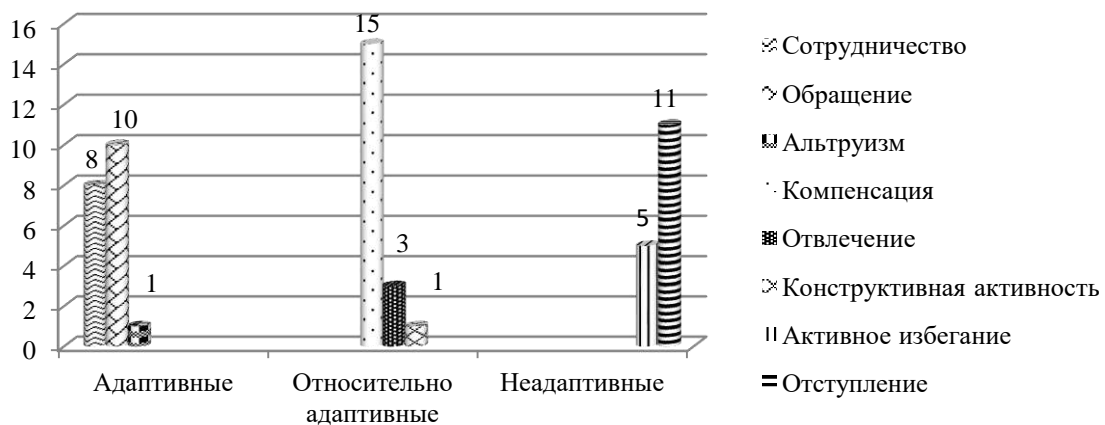 16
14
12
10
8
6
4
2
0
8
10
1
15
3
1
5
11
Адаптивные
Относительно
адаптивные
Неадаптивные
Сотрудничество
Обращение
Альтруизм
Компенсация
Отвлечение
Конструктивная активность
Активное избегание
Отступление